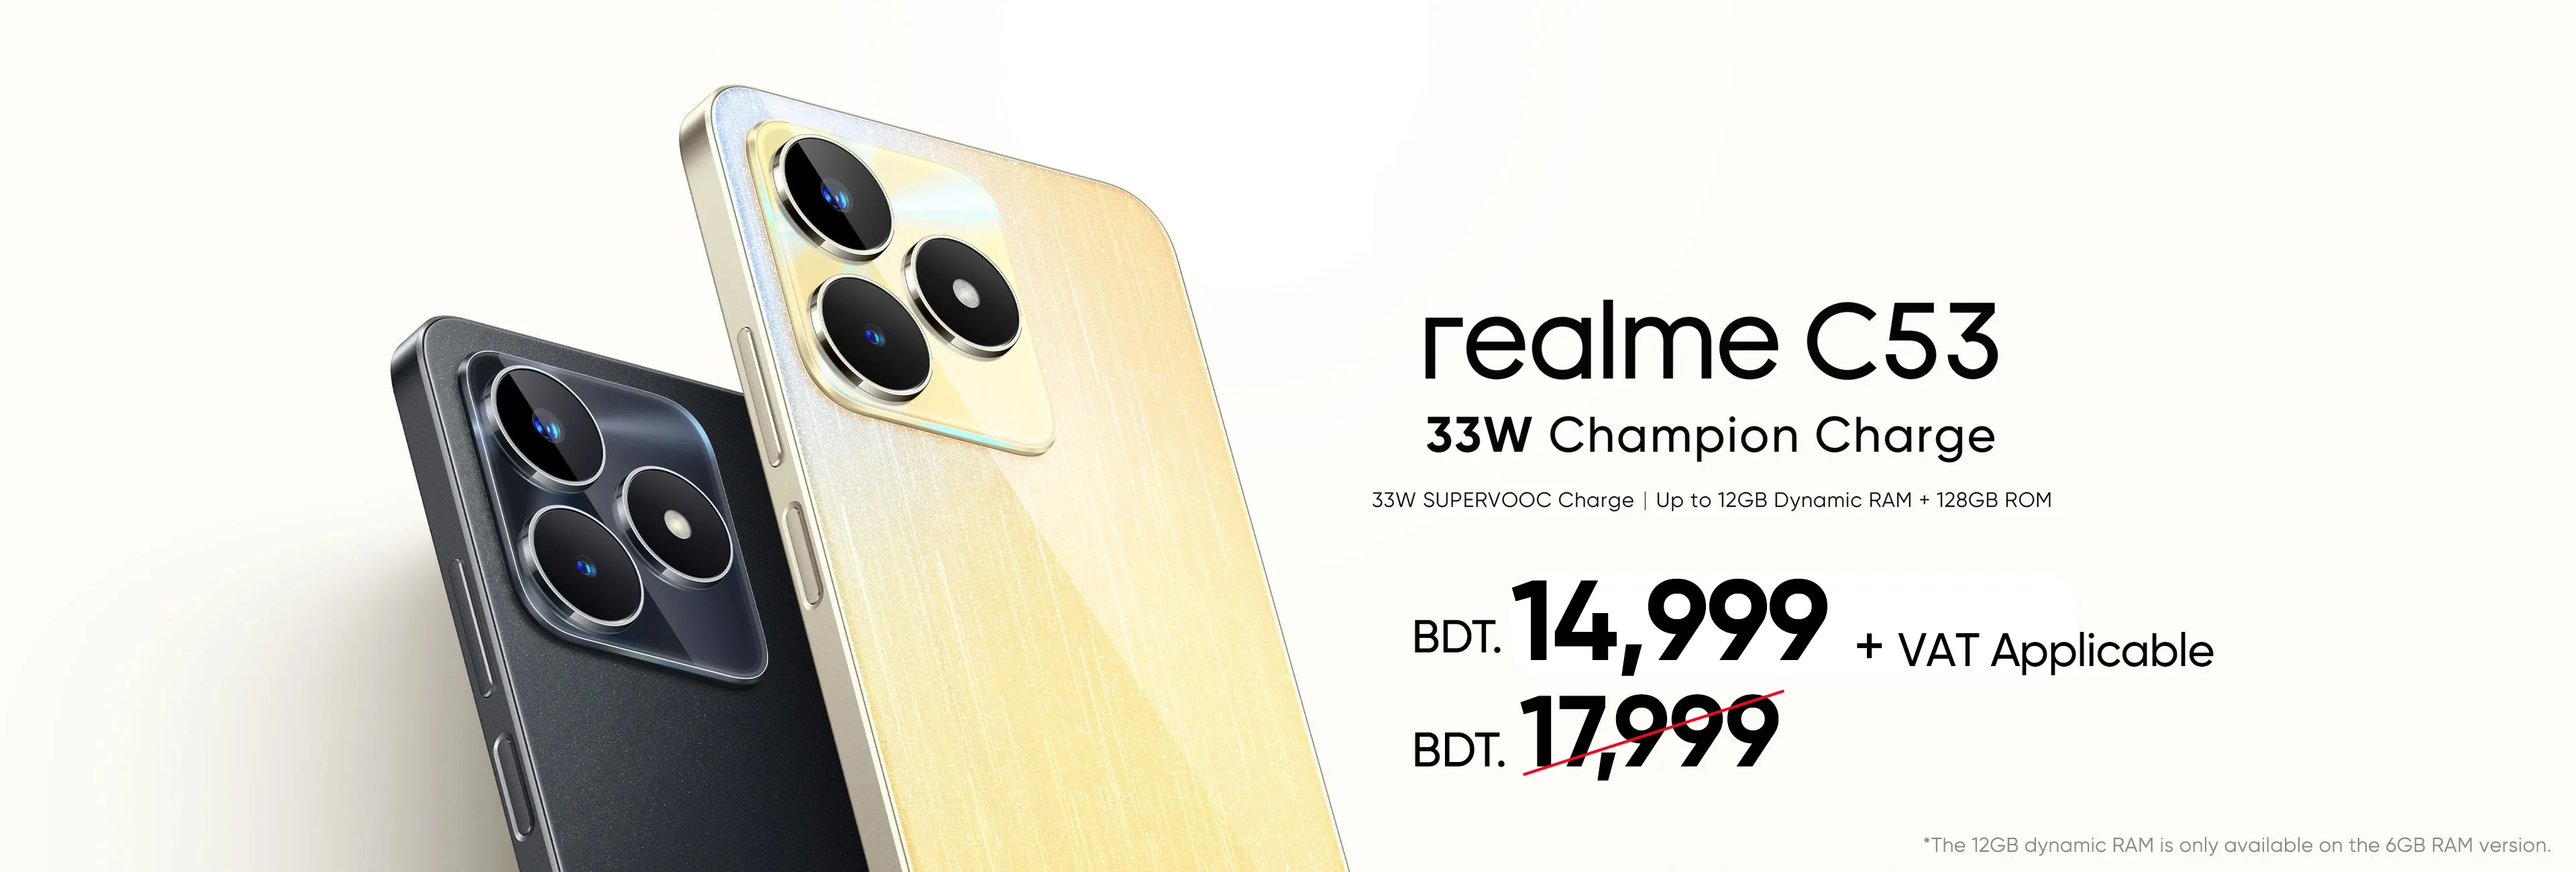 realme C53
33W Champion Charge
33W SUPERVOOC Charge | Up to 12GB Dynamic RAM + 128GB ROM
BDT. 14,999 + VAT Applicable
BDT. 17,999
*The 12GB dynamic RAM is only available on the 6GB RAM version.